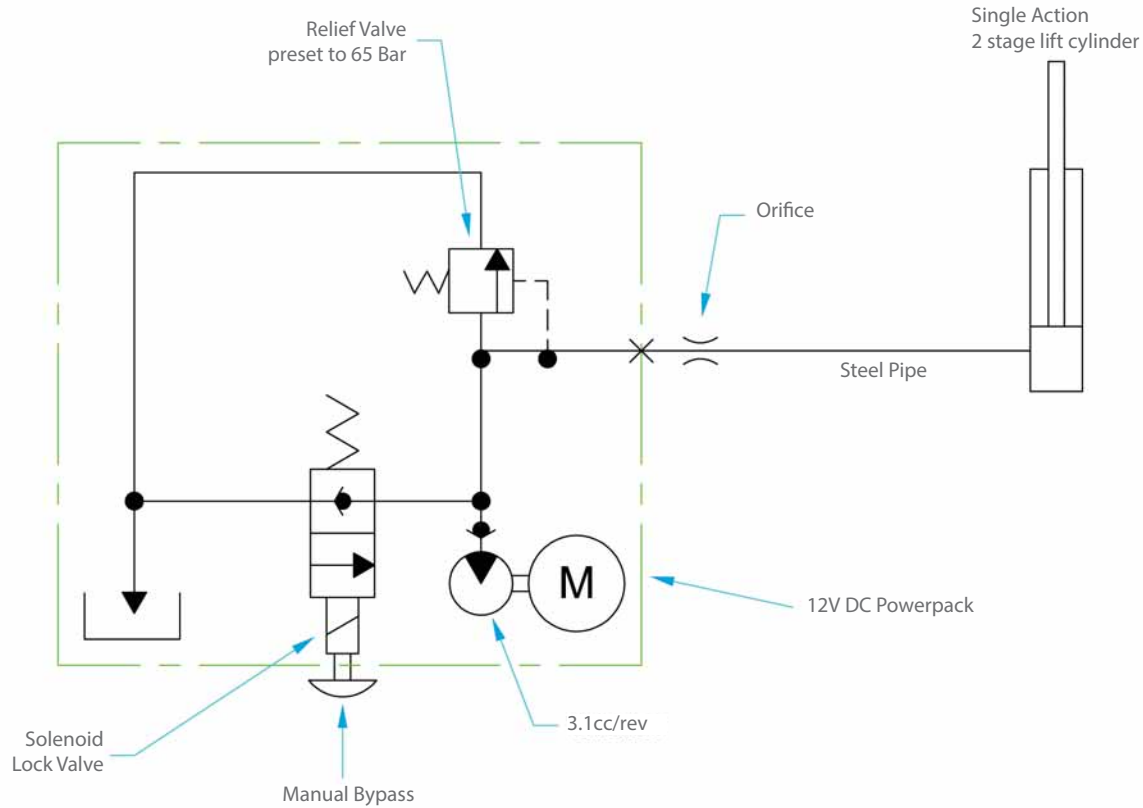 Single Action
2 stage lift cylinder
Relief Valve
preset to 65 Bar
Orifice
Steel Pipe
M
12V DC Powerpack
3.1cc/rev
Solenoid
Lock Valve
Manual Bypass